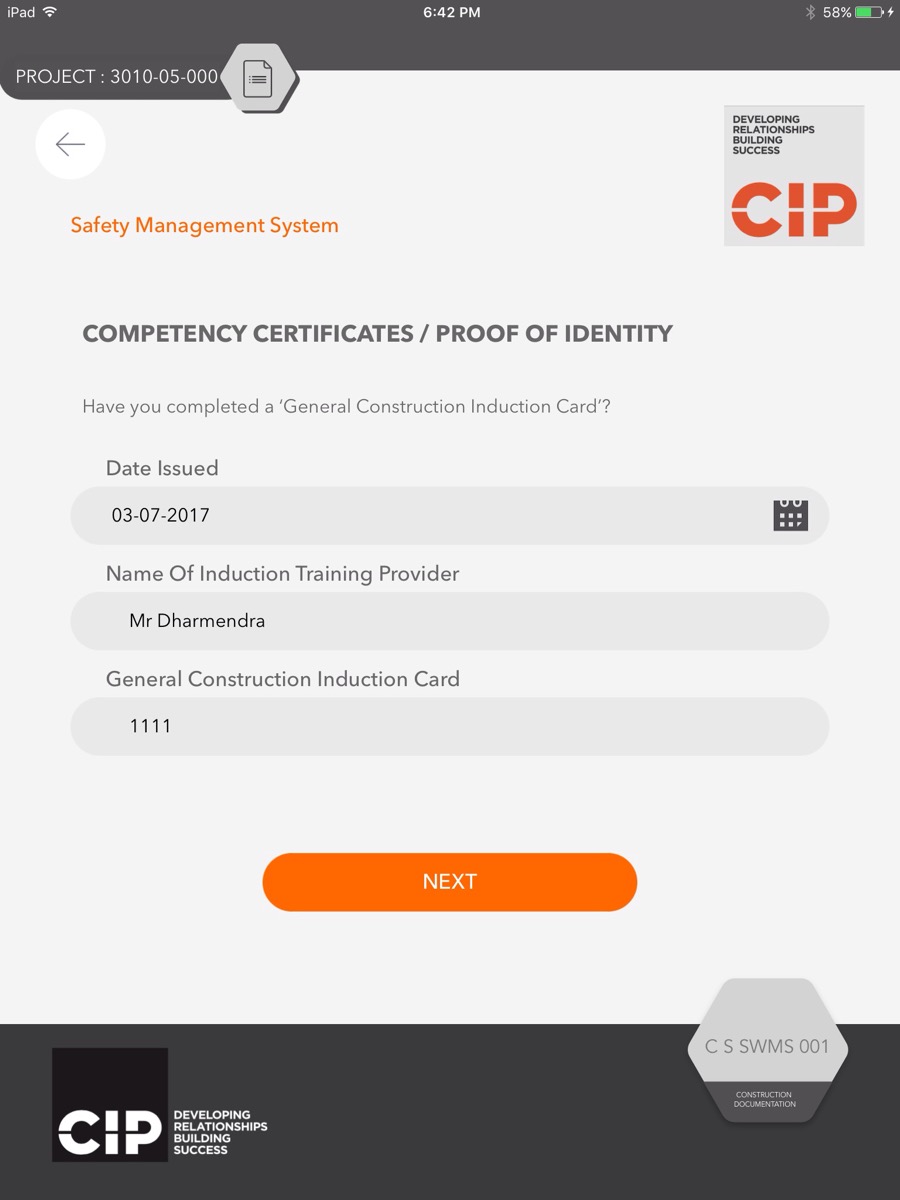 iPad
6:42 PM
58%
PROJECT : 3010-05-000
DEVELOPING
RELATIONSHIPS
BUILDING
SUCCESS
CIP
Safety Management System
COMPETENCY CERTIFICATES / PROOF OF IDENTITY
Have you completed a ‘General Construction Induction Card’?
Date Issued
03-07-2017
Name Of Induction Training Provider
Mr Dharmendra
General Construction Induction Card
1111
NEXT
C S SWMS 001
CONSTRUCTION
DOCUMENTATION
CIP
DEVELOPING
RELATIONSHIPS
BUILDING
SUCCESS